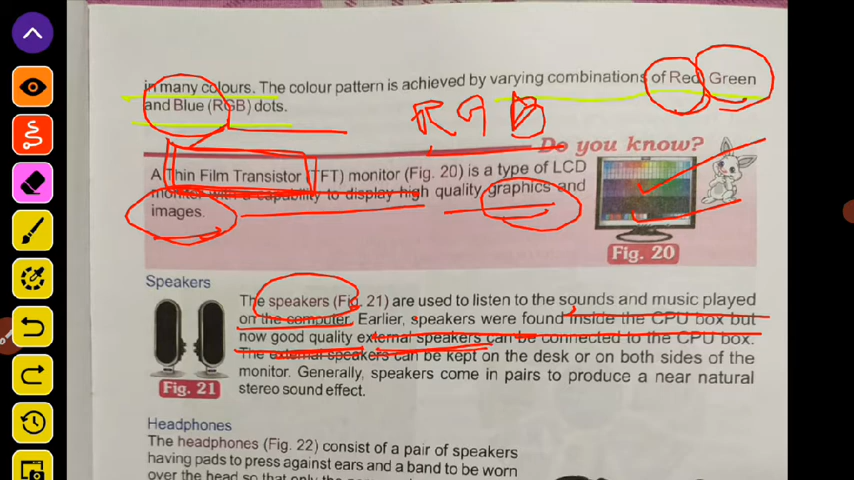 in many colours. The colour pattern is achieved by varying combinations of Red, Green
and Blue (RGB) dots.
R G B
Do you know?
A Thin Film Transistor (TFT) monitor (Fig. 20) is a type of LCD
monitor with a capability to display high quality graphics and
images.
Fig. 20
Speakers
The speakers (Fig. 21) are used to listen to the sounds and music played
on the computer. Earlier, speakers were found inside the CPU box but
now good quality external speakers can be connected to the CPU box.
The external speakers can be kept on the desk or on both sides of the
monitor. Generally, speakers come in pairs to produce a near natural
stereo sound effect.
Fig. 21
Headphones
The headphones (Fig. 22) consist of a pair of speakers
having pads to press against ears and a band to be worn
over the head so that only the